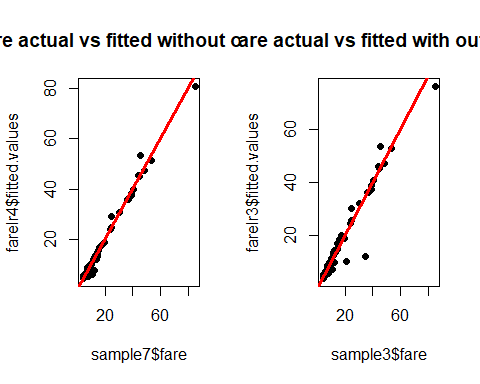 re actual vs fitted without o
are actual vs fitted with out
farelr4$fitted.values
20 40 60 80
20 60
sample7$fare
farelr3$fitted.values
20 40 60
20 60
sample3$fare